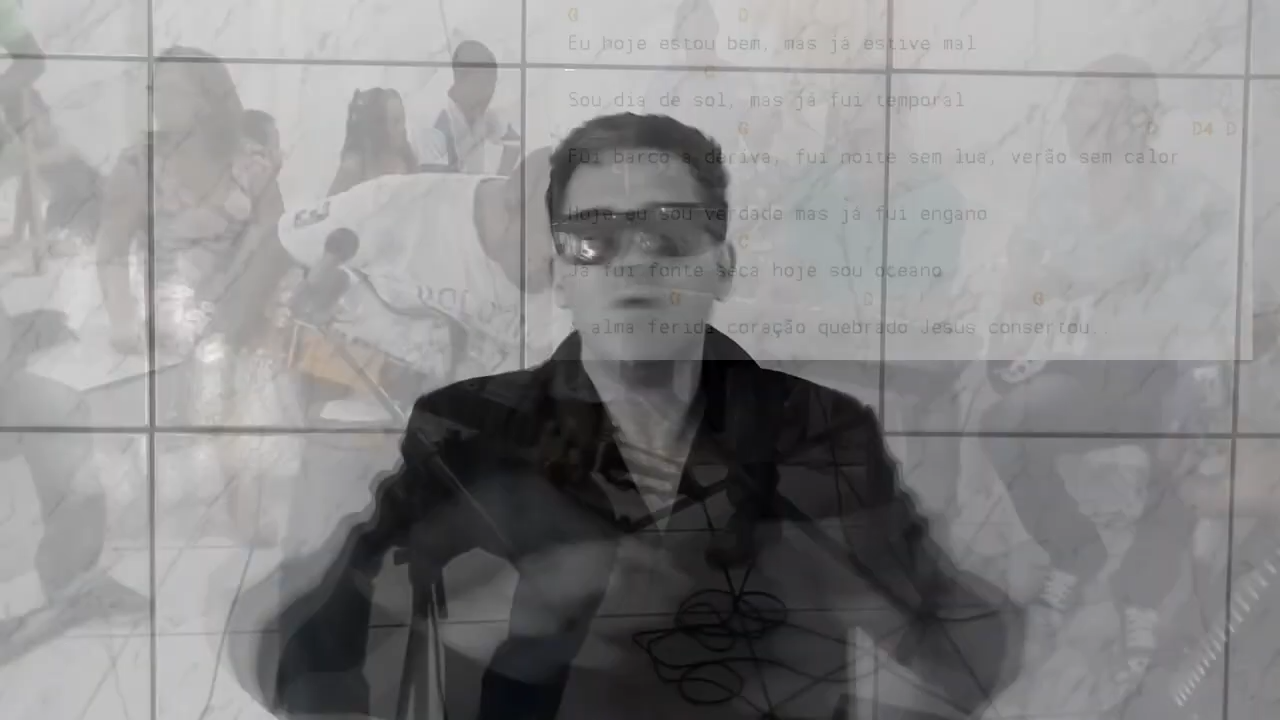 G D
Eu hoje estou bem, mas já estive mal
C
Sou dia de sol, mas já fui temporal
G D D4 D
Fui barco a deriva, fui noite sem lua, verão sem calor
Hoje eu sou verdade mas já fui engano
C
Já fui fonte seca hoje sou oceano
G D G
alma ferida coração quebrado Jesus consertou..